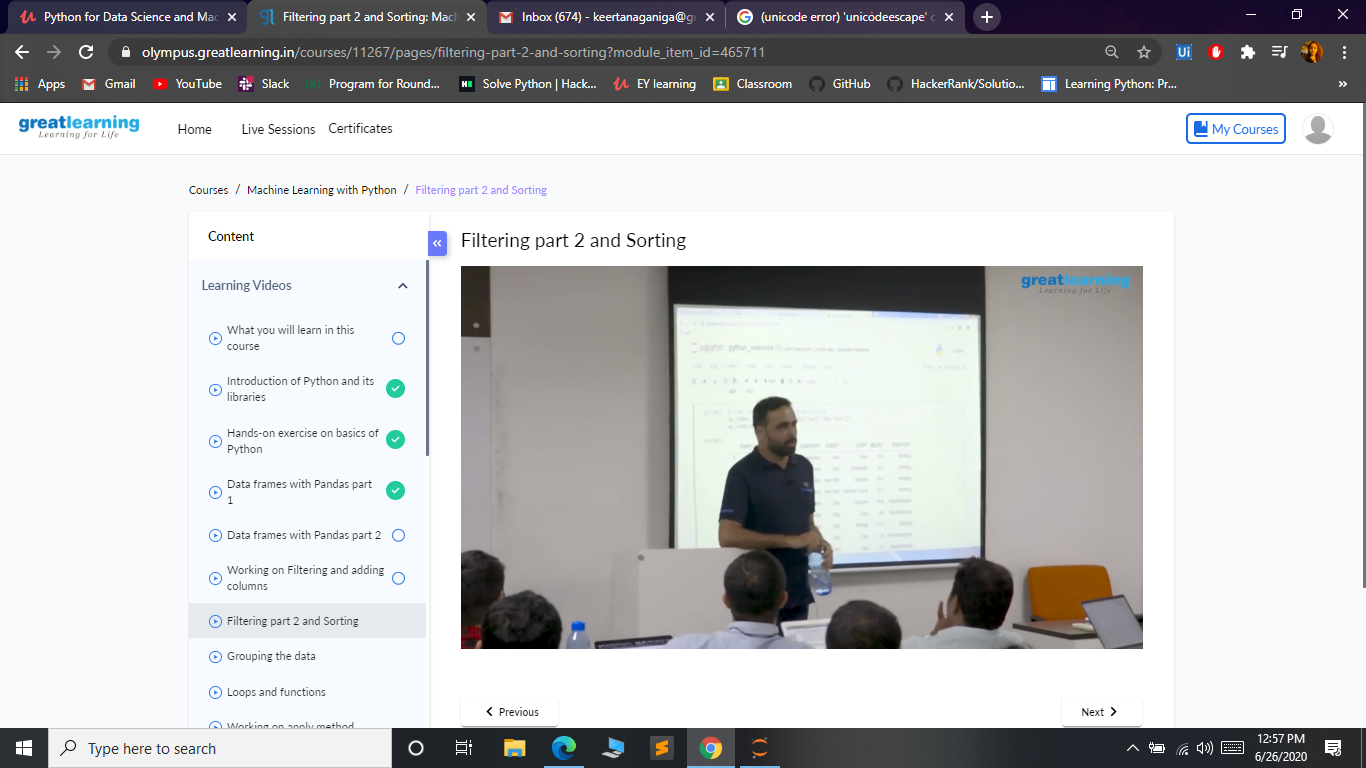 Python for Data Science and Mac
Filtering part 2 and Sorting: Mach
Inbox (674) - keertanaganiga@g
(unicode error) 'unicodeescape' c
olympus.greatlearning.in/courses/11267/pages/filtering-part-2-and-sorting?module_item_id=465711
Apps
Gmail
YouTube
Slack
Program for Round...
Solve Python | Hack...
EY learning
Classroom
GitHub
HackerRank/Solutio...
Learning Python: Pr...
greatlearning
Learning for Life
Home
Live Sessions
Certificates
My Courses
Courses / Machine Learning with Python / Filtering part 2 and Sorting
Content
Learning Videos
What you will learn in this
course
Introduction of Python and its
libraries
Hands-on exercise on basics of
Python
Data frames with Pandas part
1
Data frames with Pandas part 2
Working on Filtering and adding
columns
Filtering part 2 and Sorting
Grouping the data
Loops and functions
Working on apply method
Filtering part 2 and Sorting
greatlearning
Learning for Life
jupyter python_overview
Previous
Next
Type here to search
12:57 PM
6/26/2020